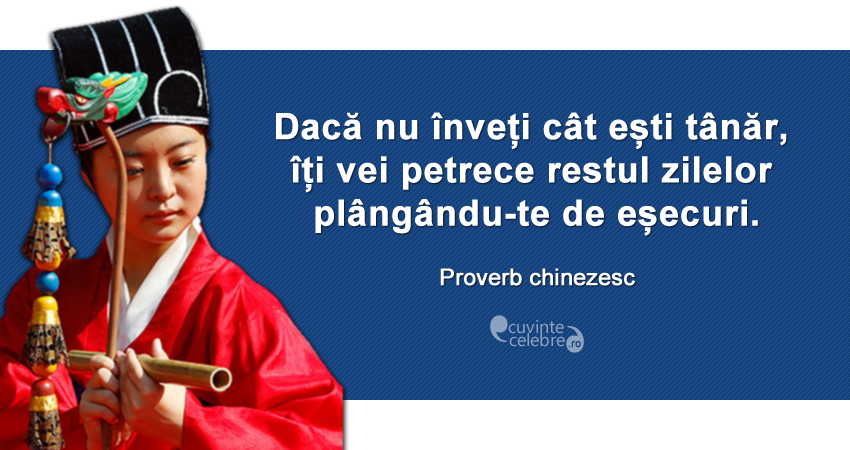 Dacă nu înveți cât ești tânăr,
îți vei petrece restul zilelor
plângându-te de eșecuri.
Proverb chinezesc
cuvinte
celebre.ro